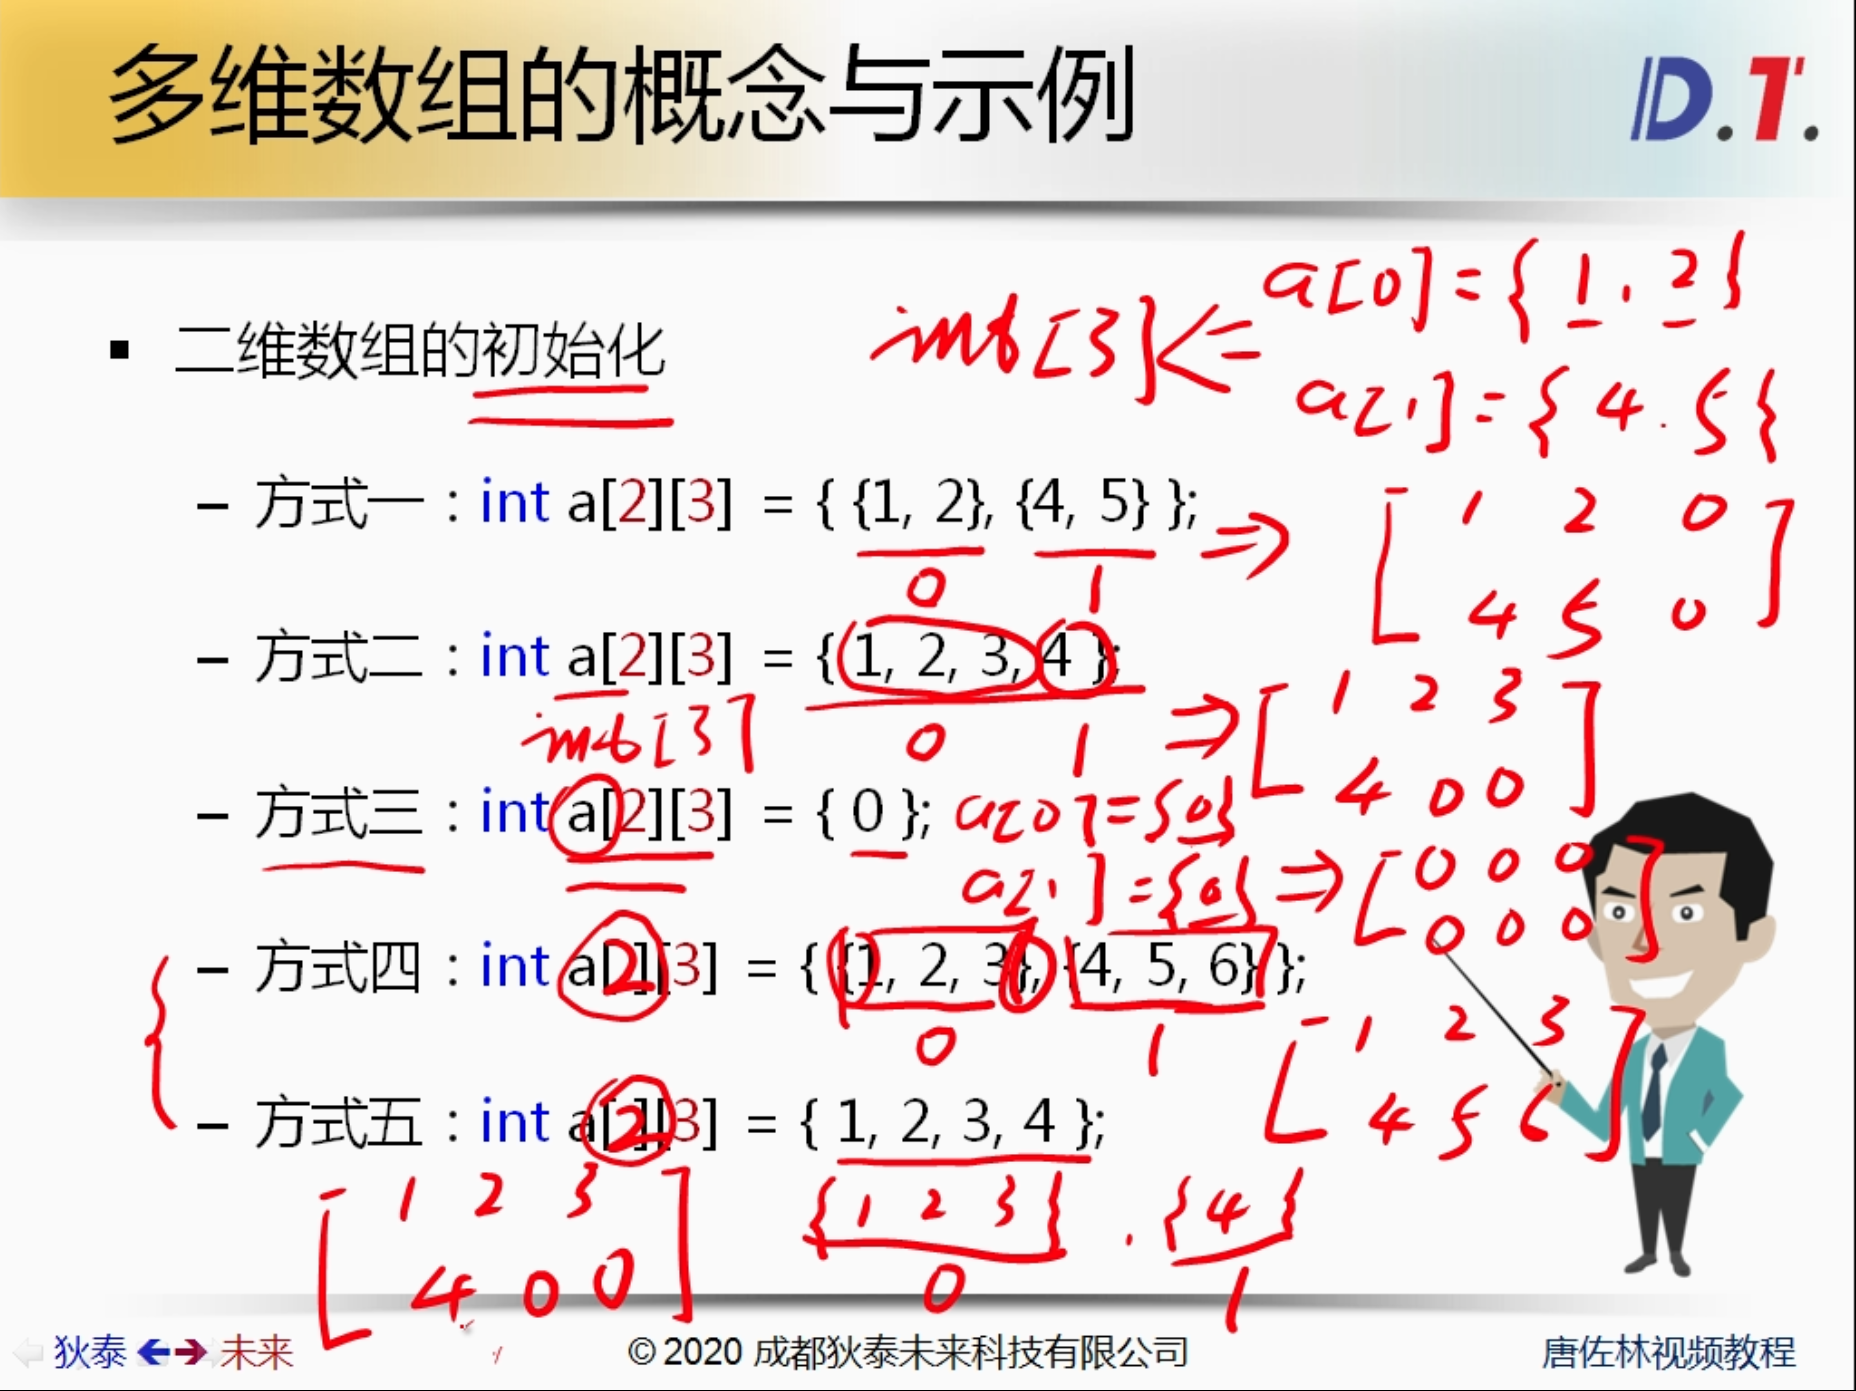 多维数组的概念与示例
D.T.
▪ 二维数组的初始化
int[3] <= a[0]={1, 2}
a[1]={4.5}
– 方式一：int a[2][3] = { {1, 2}, {4, 5} };
0 1
⇒ [ 1 2 0
4 5 0 ]
– 方式二：int a[2][3] = { 1, 2, 3, 4 };
int[3]
0 1
⇒ [ 1 2 3
4 0 0 ]
– 方式三：int a[2][3] = { 0 };
a[0]={0}
a[1]={0}
⇒ [ 0 0 0
0 0 0 ]
– 方式四：int a[2][3] = { {1, 2, 3}, {4, 5, 6} };
0 1
[ 1 2 3
4 5 6 ]
– 方式五：int a[2][3] = { 1, 2, 3, 4 };
{1 2 3} . {4}
0 1
[ 1 2 3
4 0 0 ]
狄泰 未来
© 2020 成都狄泰未来科技有限公司
唐佐林视频教程